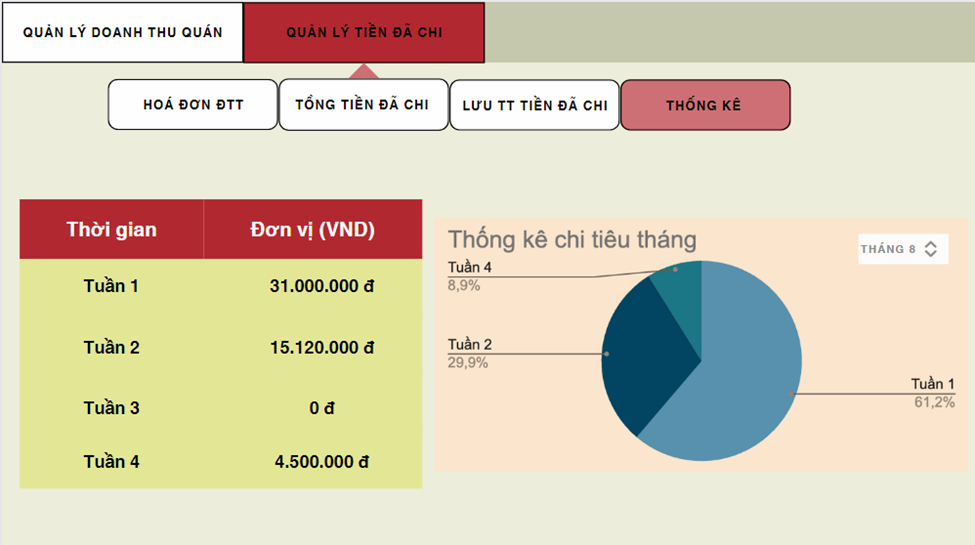 QUẢN LÝ DOANH THU QUÁN
QUẢN LÝ TIỀN ĐÃ CHI
HOÁ ĐƠN ĐTT
TỔNG TIỀN ĐÃ CHI
LƯU TT TIỀN ĐÃ CHI
THỐNG KÊ
Thời gian Đơn vị (VND)
Tuần 1 31.000.000 đ
Tuần 2 15.120.000 đ
Tuần 3 0 đ
Tuần 4 4.500.000 đ
Thống kê chi tiêu tháng
THÁNG 8
Tuần 4
8,9%
Tuần 2
29,9%
Tuần 1
61,2%